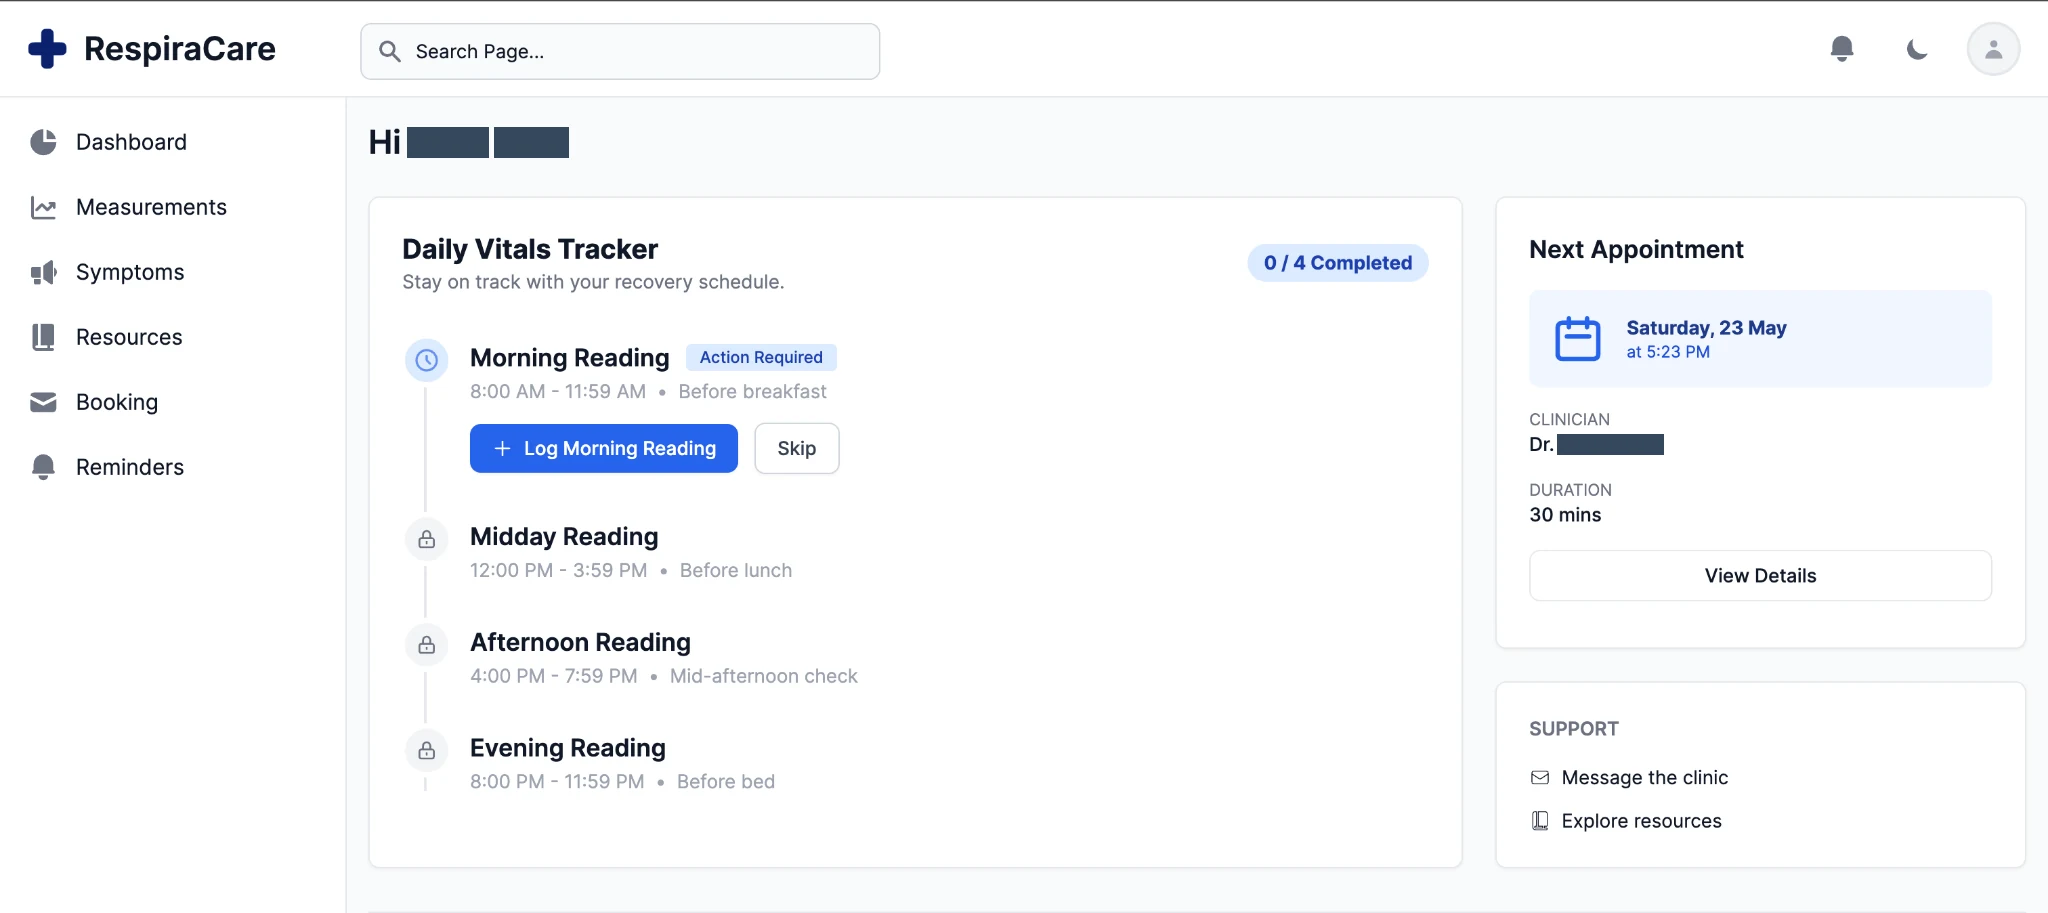 RespiraCare
Search Page...
Dashboard
Measurements
Symptoms
Resources
Booking
Reminders
Hi
Daily Vitals Tracker
Stay on track with your recovery schedule.
0 / 4 Completed
Morning Reading Action Required
8:00 AM - 11:59 AM • Before breakfast
+ Log Morning Reading Skip
Midday Reading
12:00 PM - 3:59 PM • Before lunch
Afternoon Reading
4:00 PM - 7:59 PM • Mid-afternoon check
Evening Reading
8:00 PM - 11:59 PM • Before bed
Next Appointment
Saturday, 23 May
at 5:23 PM
CLINICIAN
Dr.
DURATION
30 mins
View Details
SUPPORT
Message the clinic
Explore resources